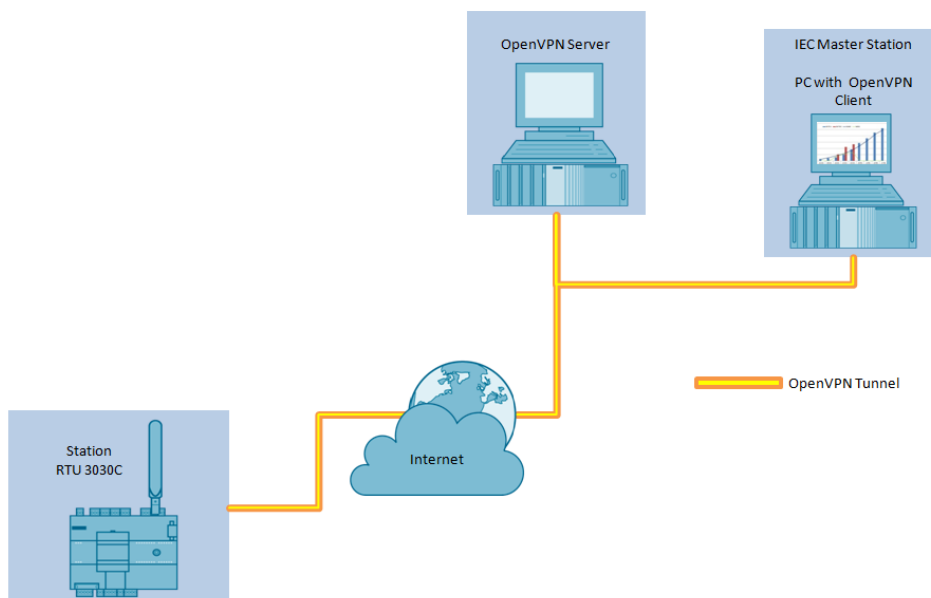 OpenVPN Server
IEC Master Station
PC with OpenVPN
Client
OpenVPN Tunnel
Internet
Station
RTU 3030C